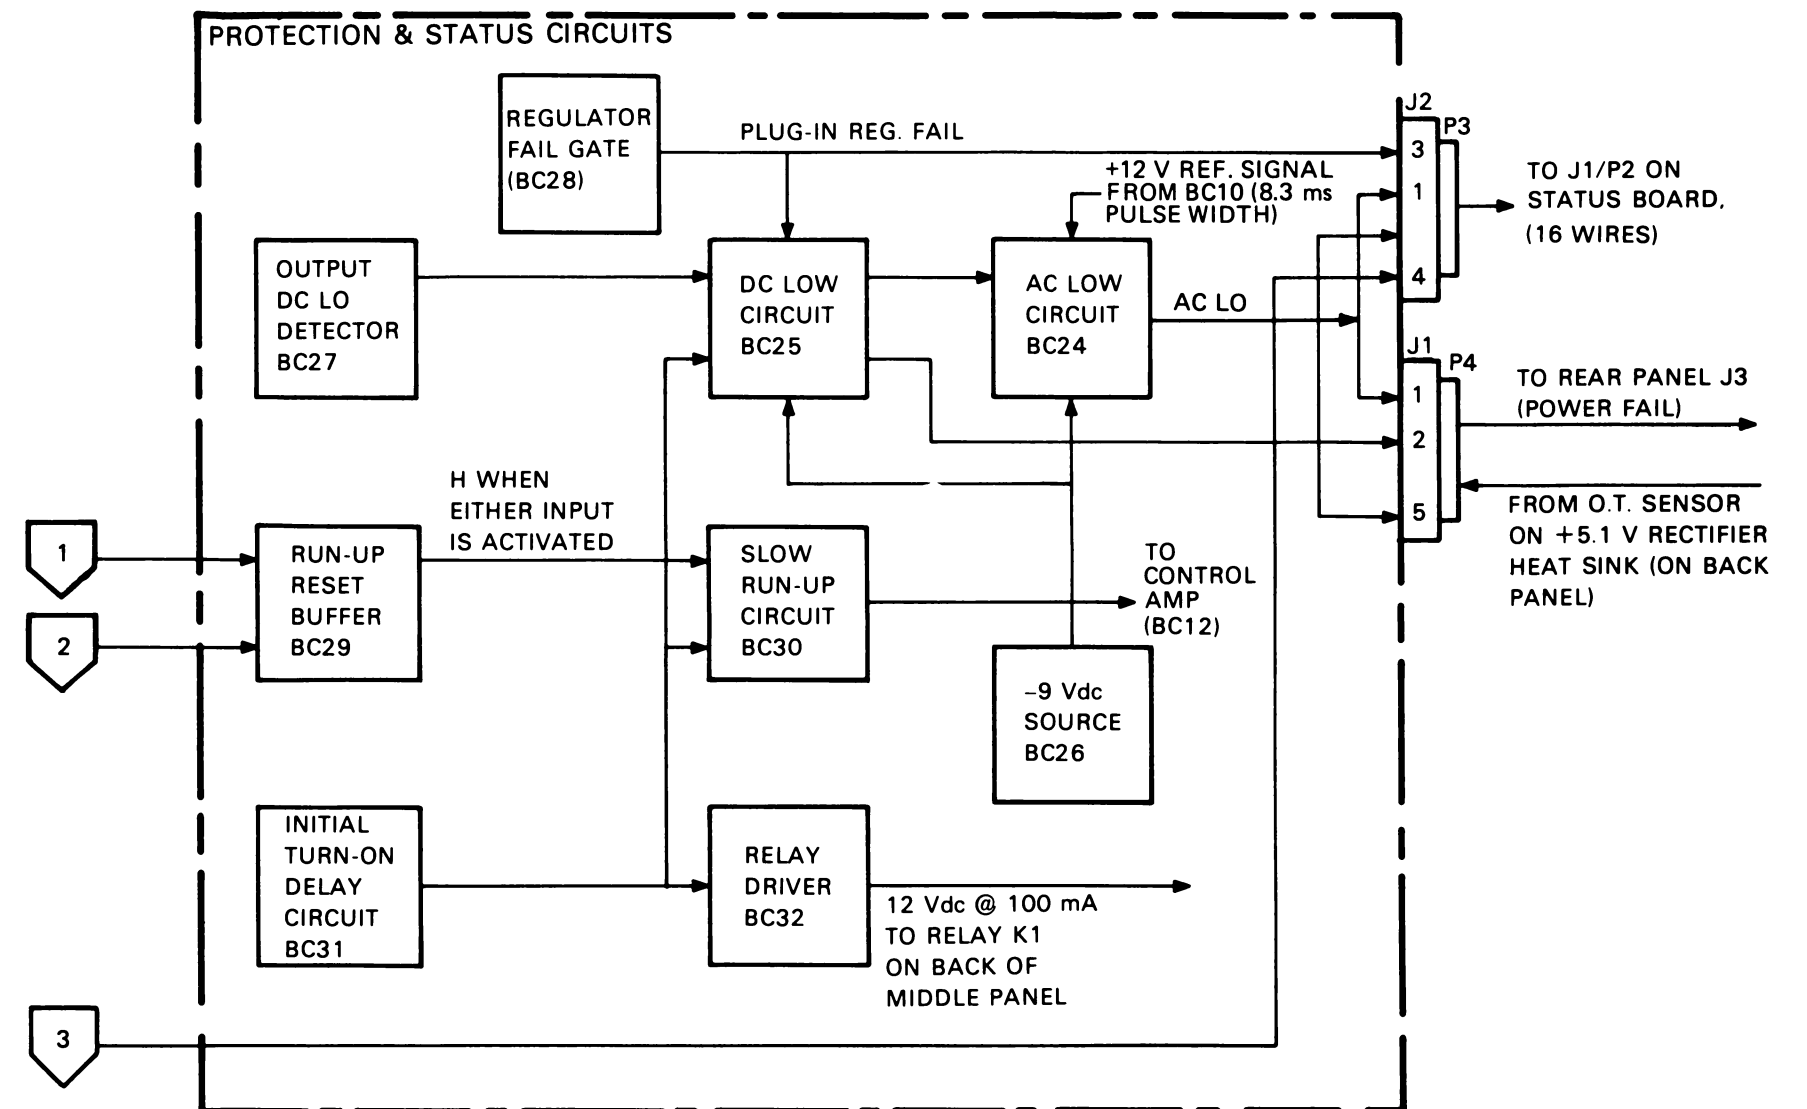 PROTECTION & STATUS CIRCUITS
REGULATOR
FAIL GATE
(BC28)
PLUG-IN REG. FAIL
+12 V REF. SIGNAL
FROM BC10 (8.3 ms
PULSE WIDTH)
J2
P3
3
1
4
TO J1/P2 ON
STATUS BOARD,
(16 WIRES)
OUTPUT
DC LO
DETECTOR
BC27
DC LOW
CIRCUIT
BC25
AC LOW
CIRCUIT
BC24
AC LO
J1
P4
1
2
5
TO REAR PANEL J3
(POWER FAIL)
FROM O.T. SENSOR
ON +5.1 V RECTIFIER
HEAT SINK (ON BACK
PANEL)
H WHEN
EITHER INPUT
IS ACTIVATED
1
2
RUN-UP
RESET
BUFFER
BC29
SLOW
RUN-UP
CIRCUIT
BC30
TO
CONTROL
AMP
(BC12)
–9 Vdc
SOURCE
BC26
INITIAL
TURN-ON
DELAY
CIRCUIT
BC31
RELAY
DRIVER
BC32
12 Vdc @ 100 mA
TO RELAY K1
ON BACK OF
MIDDLE PANEL
3